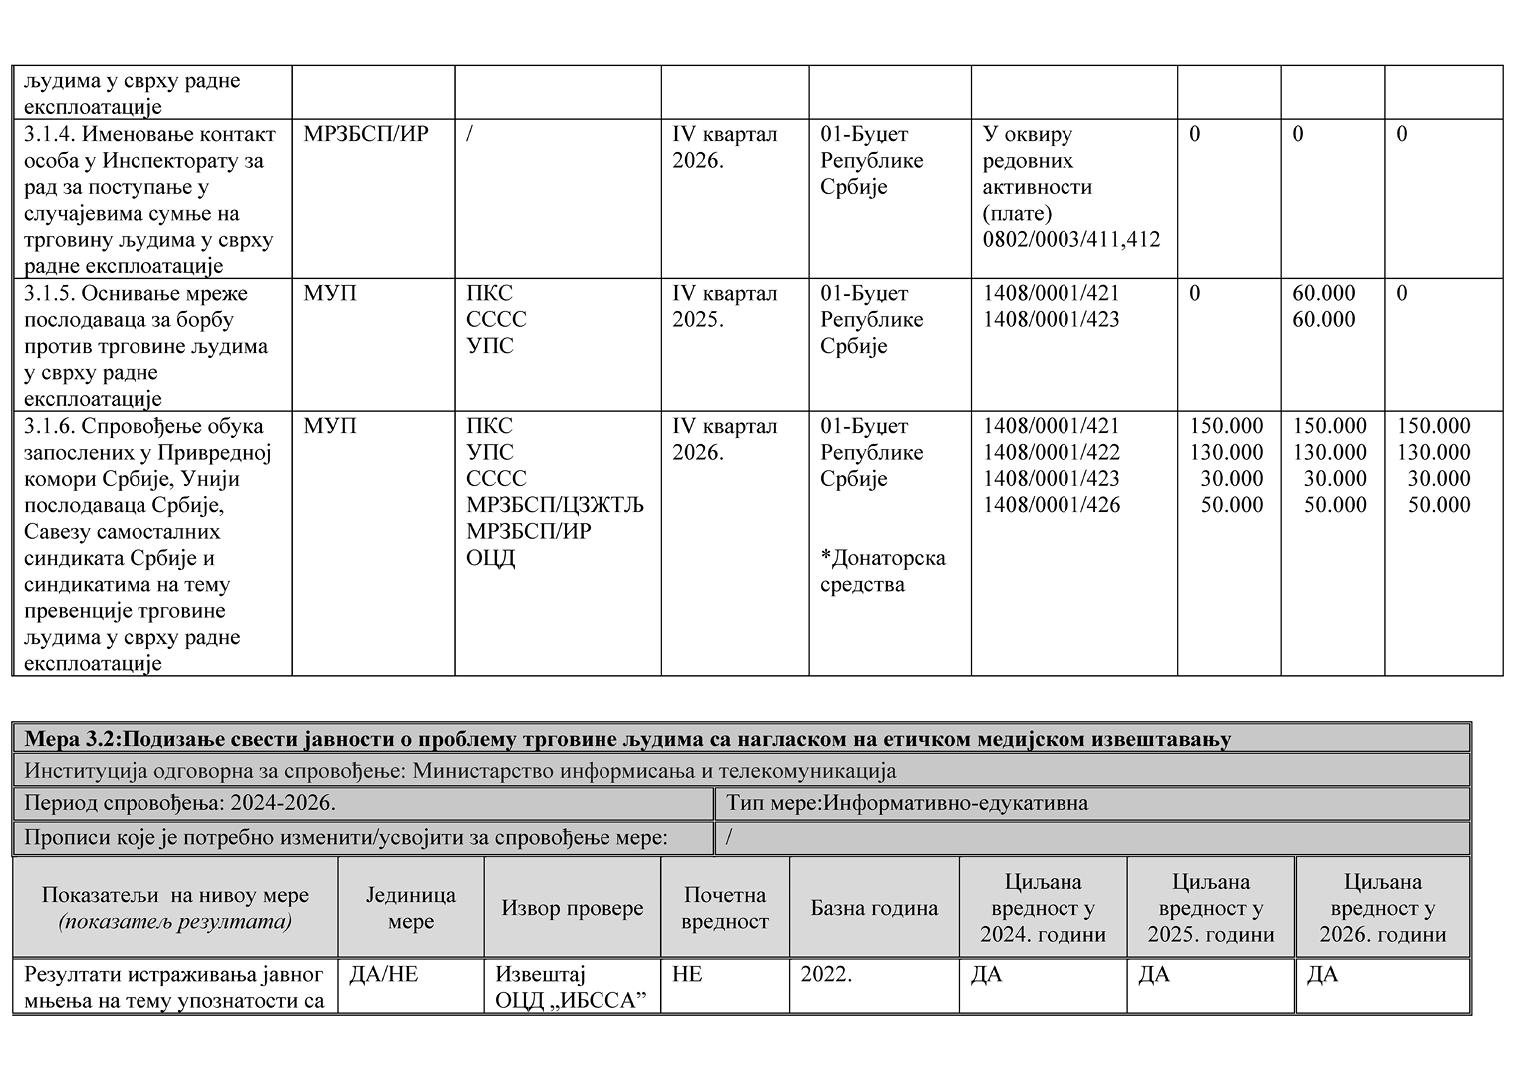 људима у сврху радне
експлоатације
3.1.4. Именовање контакт
особа у Инспекторату за
рад за поступање у
случајевима сумње на
трговину људима у сврху
радне експлоатације
МРЗБСП/ИР
/
IV квартал
2026.
01-Буџет
Републике
Србије
У оквиру
редовних
активности
(плате)
0802/0003/411,412
0
0
0
3.1.5. Оснивање мреже
послодаваца за борбу
против трговине људима
у сврху радне
експлоатације
МУП
ПКС
СССС
УПС
IV квартал
2025.
01-Буџет
Републике
Србије
1408/0001/421
1408/0001/423
0
60.000
60.000
0
3.1.6. Спровођење обука
запослених у Привредној
комори Србије, Унији
послодаваца Србије,
Савезу самосталних
синдиката Србије и
синдикатима на тему
превенције трговине
људима у сврху радне
експлоатације
МУП
ПКС
УПС
СССС
МРЗБСП/ЦЗЖТЉ
МРЗБСП/ИР
ОЦД
IV квартал
2026.
01-Буџет
Републике
Србије
*Донаторска
средства
1408/0001/421
1408/0001/422
1408/0001/423
1408/0001/426
150.000
130.000
30.000
50.000
150.000
130.000
30.000
50.000
150.000
130.000
30.000
50.000
Мера 3.2:Подизање свести јавности о проблему трговине људима са нагласком на етичком медијском извештавању
Институција одговорна за спровођење: Министарство информисања и телекомуникација
Период спровођења: 2024-2026.
Тип мере:Информативно-едукативна
Прописи које је потребно изменити/усвојити за спровођење мере:
/
Показатељи на нивоу мере
(показатељ резултата)
Јединица
мере
Извор провере
Почетна
вредност
Базна година
Циљана
вредност у
2024. години
Циљана
вредност у
2025. години
Циљана
вредност у
2026. години
Резултати истраживања јавног
мњења на тему упознатости са
ДА/НЕ
Извештај
ОЦД „ИБССА”
НЕ
2022.
ДА
ДА
ДА